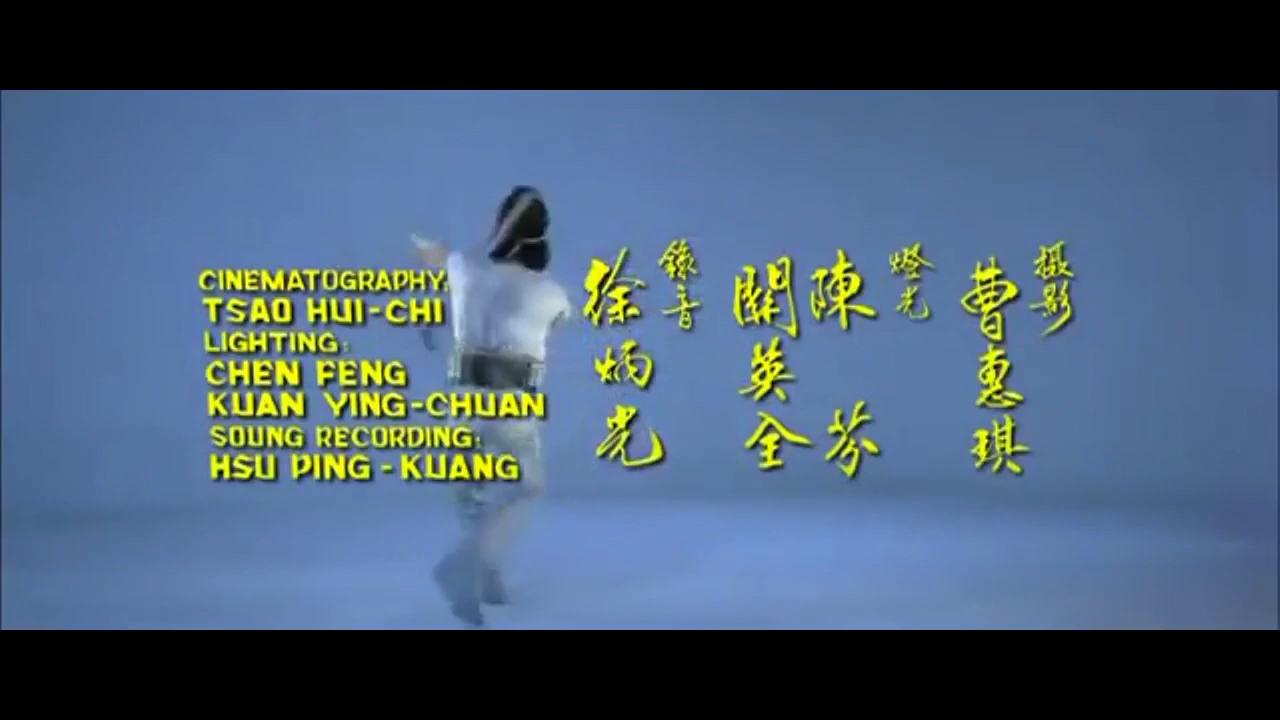 CINEMATOGRAPHY:
TSAO HUI-CHI
LIGHTING:
CHEN FENG
KUAN YING-CHUAN
SOUNG RECORDING:
HSU PING-KUANG
摄影
曹惠琪
燈光
陳芬
關英全
錄音
徐炳光